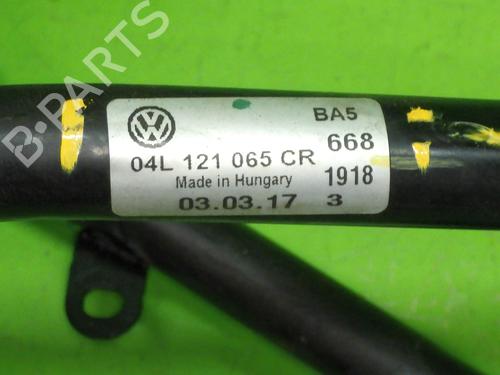 B-PARTS
BA5
668
04L 121 065 CR
Made in Hungary
1918
03.03.17
3